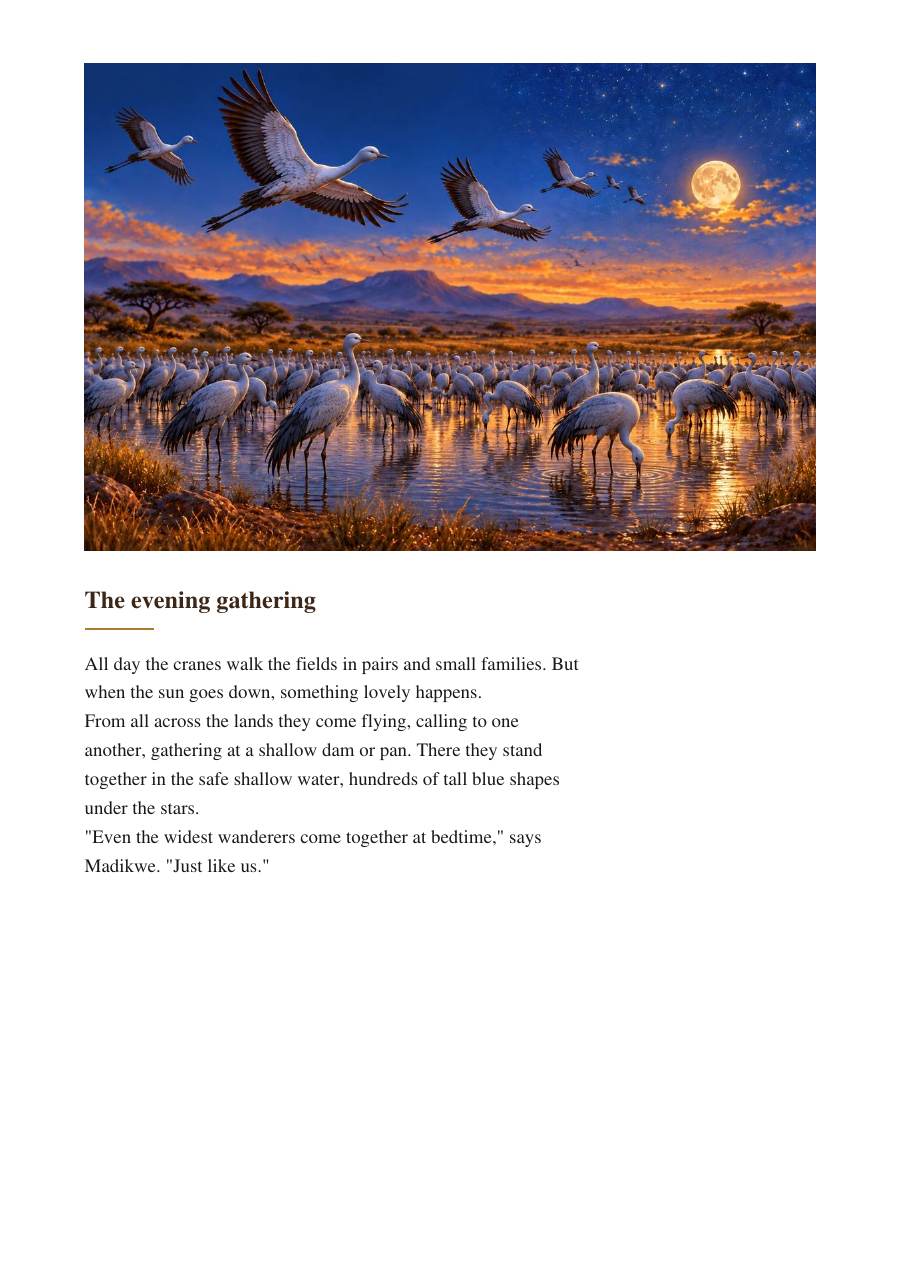 The evening gathering
All day the cranes walk the fields in pairs and small families. But
when the sun goes down, something lovely happens.
From all across the lands they come flying, calling to one
another, gathering at a shallow dam or pan. There they stand
together in the safe shallow water, hundreds of tall blue shapes
under the stars.
"Even the widest wanderers come together at bedtime," says
Madikwe. "Just like us."